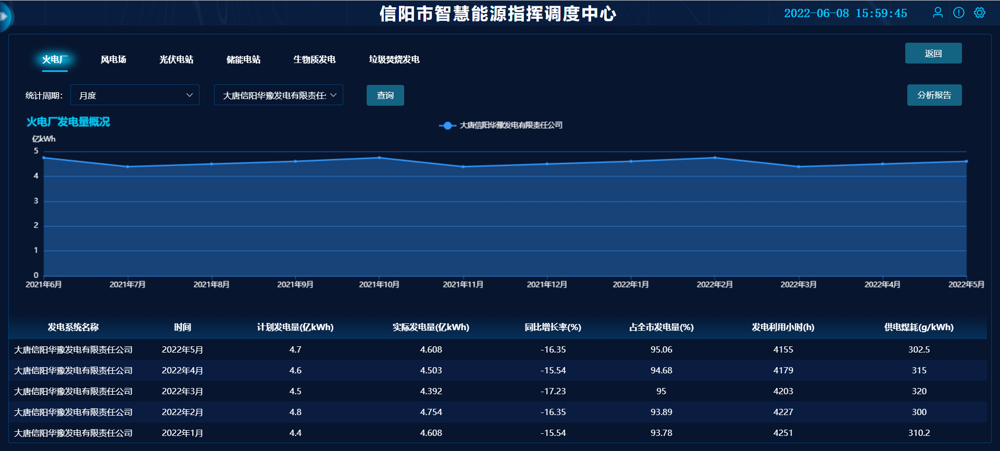 信阳市智慧能源指挥调度中心
2022-06-08 15:59:45
火电厂 风电场 光伏电站 储能电站 生物质发电 垃圾焚烧发电
返回
统计周期: 月度 大唐信阳华豫发电有限责任 查询 分析报告
火电厂发电量概况
大唐信阳华豫发电有限责任公司
亿kWh
5
4
3
2
1
0
2021年6月 2021年7月 2021年8月 2021年9月 2021年10月 2021年11月 2021年12月 2022年1月 2022年2月 2022年3月 2022年4月 2022年5月
发电系统名称 时间 计划发电量(亿kWh) 实际发电量(亿kWh) 同比增长率(%) 占全市发电量(%) 发电利用小时(h) 供电煤耗(g/kWh)
大唐信阳华豫发电有限责任公司 2022年5月 4.7 4.608 -16.35 95.06 4155 302.5
大唐信阳华豫发电有限责任公司 2022年4月 4.6 4.503 -15.54 94.68 4179 315
大唐信阳华豫发电有限责任公司 2022年3月 4.5 4.392 -17.23 95 4203 320
大唐信阳华豫发电有限责任公司 2022年2月 4.8 4.754 -16.35 93.89 4227 300
大唐信阳华豫发电有限责任公司 2022年1月 4.4 4.608 -15.54 93.78 4251 310.2